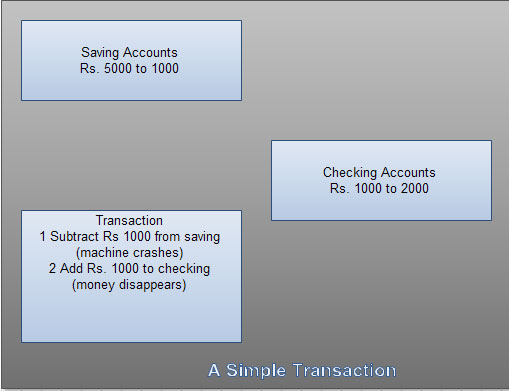 Saving Accounts
Rs. 5000 to 1000
Checking Accounts
Rs. 1000 to 2000
Transaction
1 Subtract Rs 1000 from saving
(machine crashes)
2 Add Rs. 1000 to checking
(money disappears)
A Simple Transaction